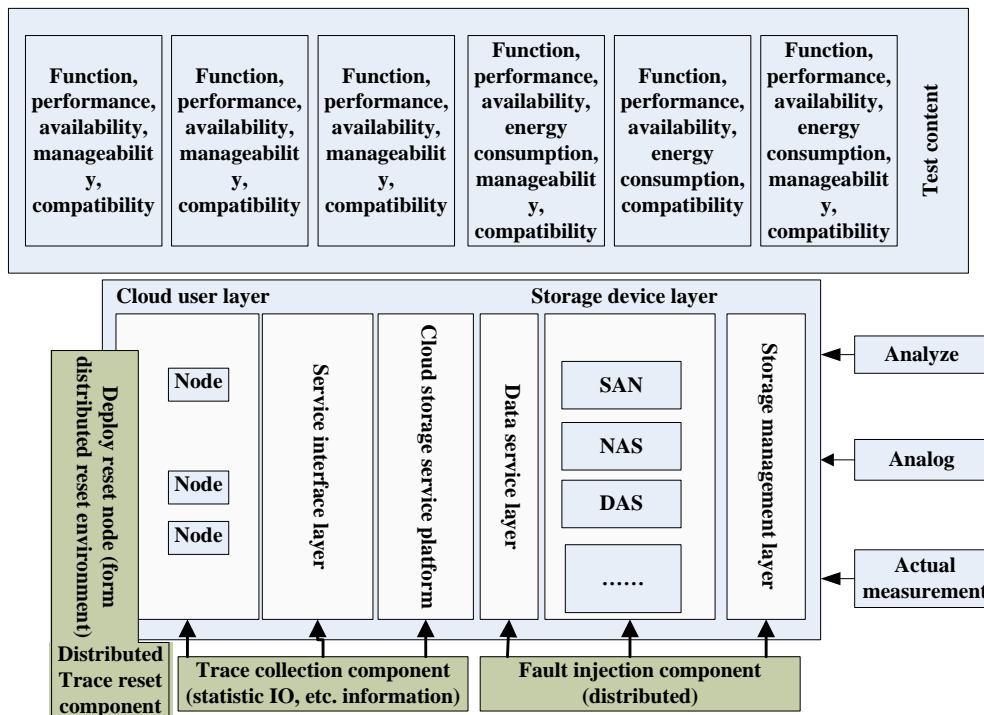 Function,
performance,
availability,
manageabilit
y,
compatibility
Function,
performance,
availability,
manageabilit
y,
compatibility
Function,
performance,
availability,
manageabilit
y,
compatibility
Function,
performance,
availability,
energy
consumption,
manageabilit
y,
compatibility
Function,
performance,
availability,
energy
consumption,
compatibility
Function,
performance,
availability,
energy
consumption,
manageabilit
y,
compatibility
Test content
Cloud user layer
Storage device layer
Node
Node
Node
Service interface layer
Cloud storage service platform
Data service layer
SAN
NAS
DAS
......
Storage management layer
Analyze
Analog
Actual
measurement
Deploy reset node (form
distributed reset environment)
Distributed
Trace reset
component
Trace collection component
(statistic IO, etc. information)
Fault injection component
(distributed)